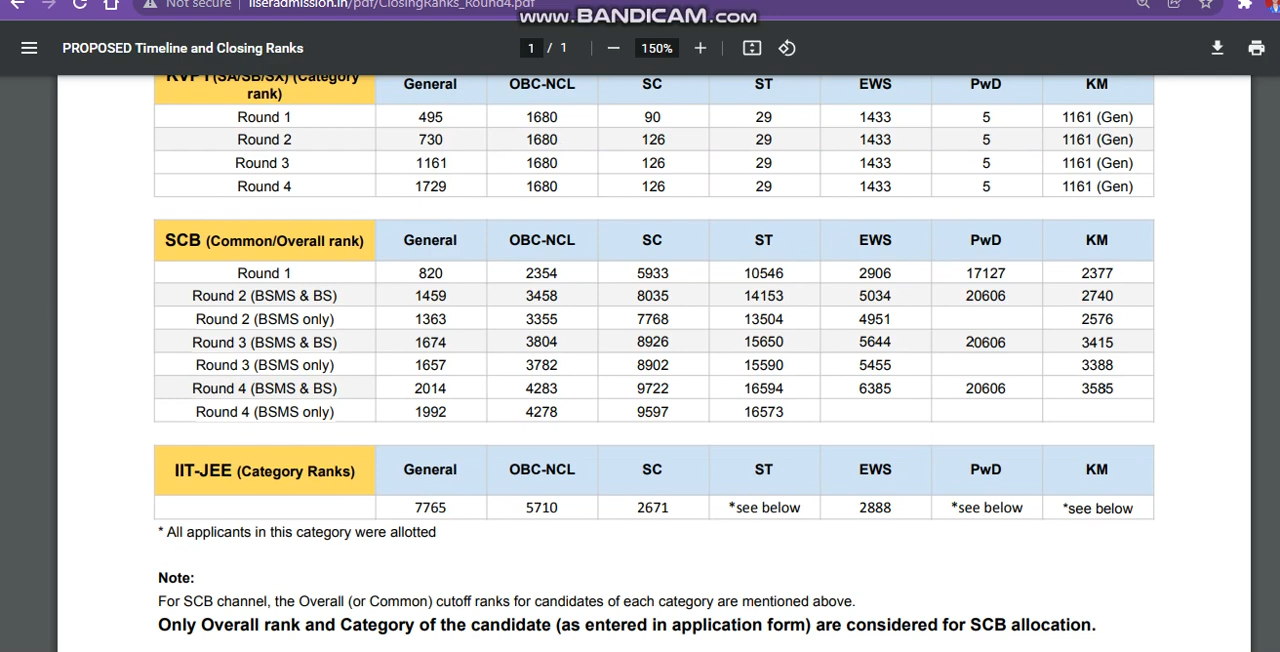 Not secure | iiseradmission.in/pdf/ClosingRanks_Round4.pdf
www.BANDICAM.com
PROPOSED Timeline and Closing Ranks 1 / 1 150%
KVPY(SA/SB/SX) (Category rank) General OBC-NCL SC ST EWS PwD KM
Round 1 495 1680 90 29 1433 5 1161 (Gen)
Round 2 730 1680 126 29 1433 5 1161 (Gen)
Round 3 1161 1680 126 29 1433 5 1161 (Gen)
Round 4 1729 1680 126 29 1433 5 1161 (Gen)
SCB (Common/Overall rank) General OBC-NCL SC ST EWS PwD KM
Round 1 820 2354 5933 10546 2906 17127 2377
Round 2 (BSMS & BS) 1459 3458 8035 14153 5034 20606 2740
Round 2 (BSMS only) 1363 3355 7768 13504 4951 2576
Round 3 (BSMS & BS) 1674 3804 8926 15650 5644 20606 3415
Round 3 (BSMS only) 1657 3782 8902 15590 5455 3388
Round 4 (BSMS & BS) 2014 4283 9722 16594 6385 20606 3585
Round 4 (BSMS only) 1992 4278 9597 16573
IIT-JEE (Category Ranks) General OBC-NCL SC ST EWS PwD KM
7765 5710 2671 *see below 2888 *see below *see below
* All applicants in this category were allotted
Note:
For SCB channel, the Overall (or Common) cutoff ranks for candidates of each category are mentioned above.
Only Overall rank and Category of the candidate (as entered in application form) are considered for SCB allocation.